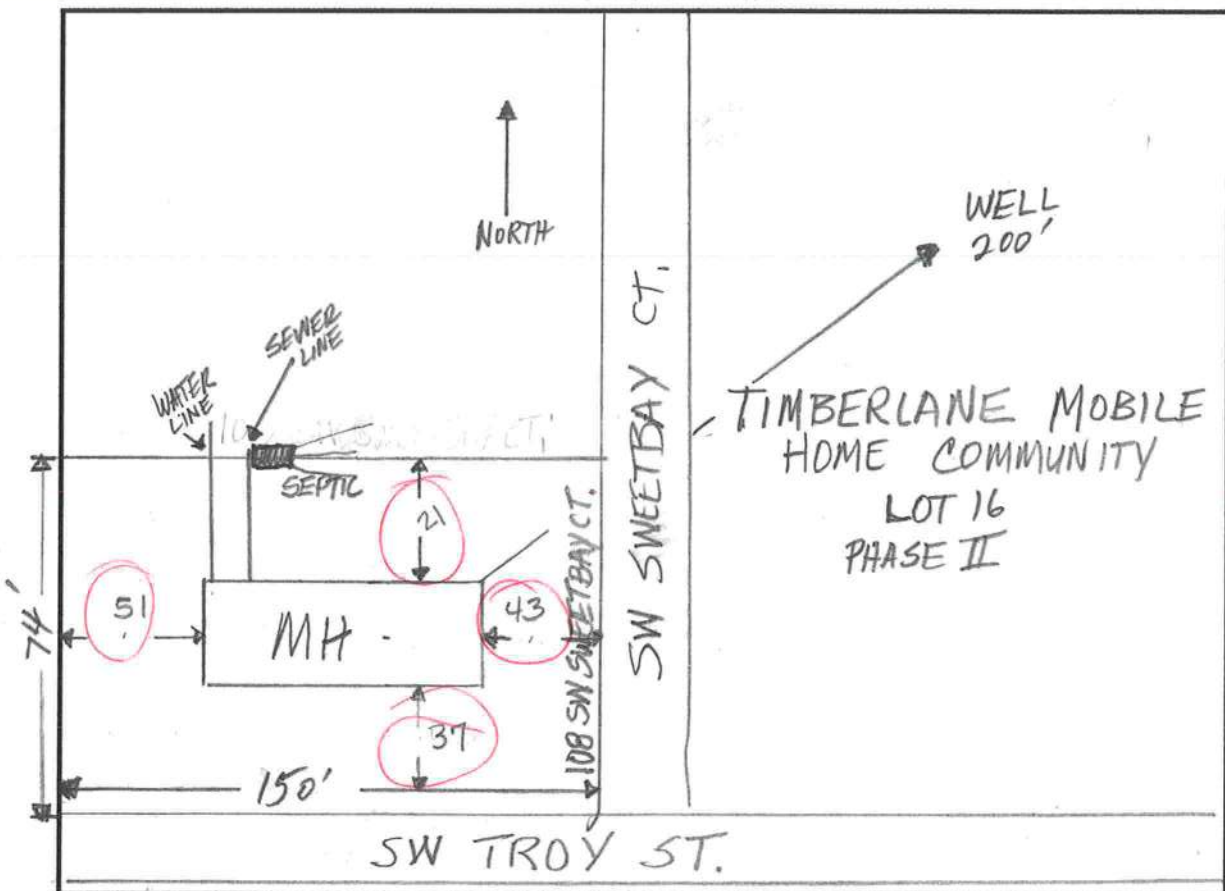 NORTH
WELL
200'
SEWER
LINE
WATER
LINE
SEPTIC
SW SWEETBAY CT.
TIMBERLANE MOBILE
HOME COMMUNITY
LOT 16
PHASE II
108 SW SWEETBAY CT.
74'
21
51
MH
43
37
150'
SW TROY ST.